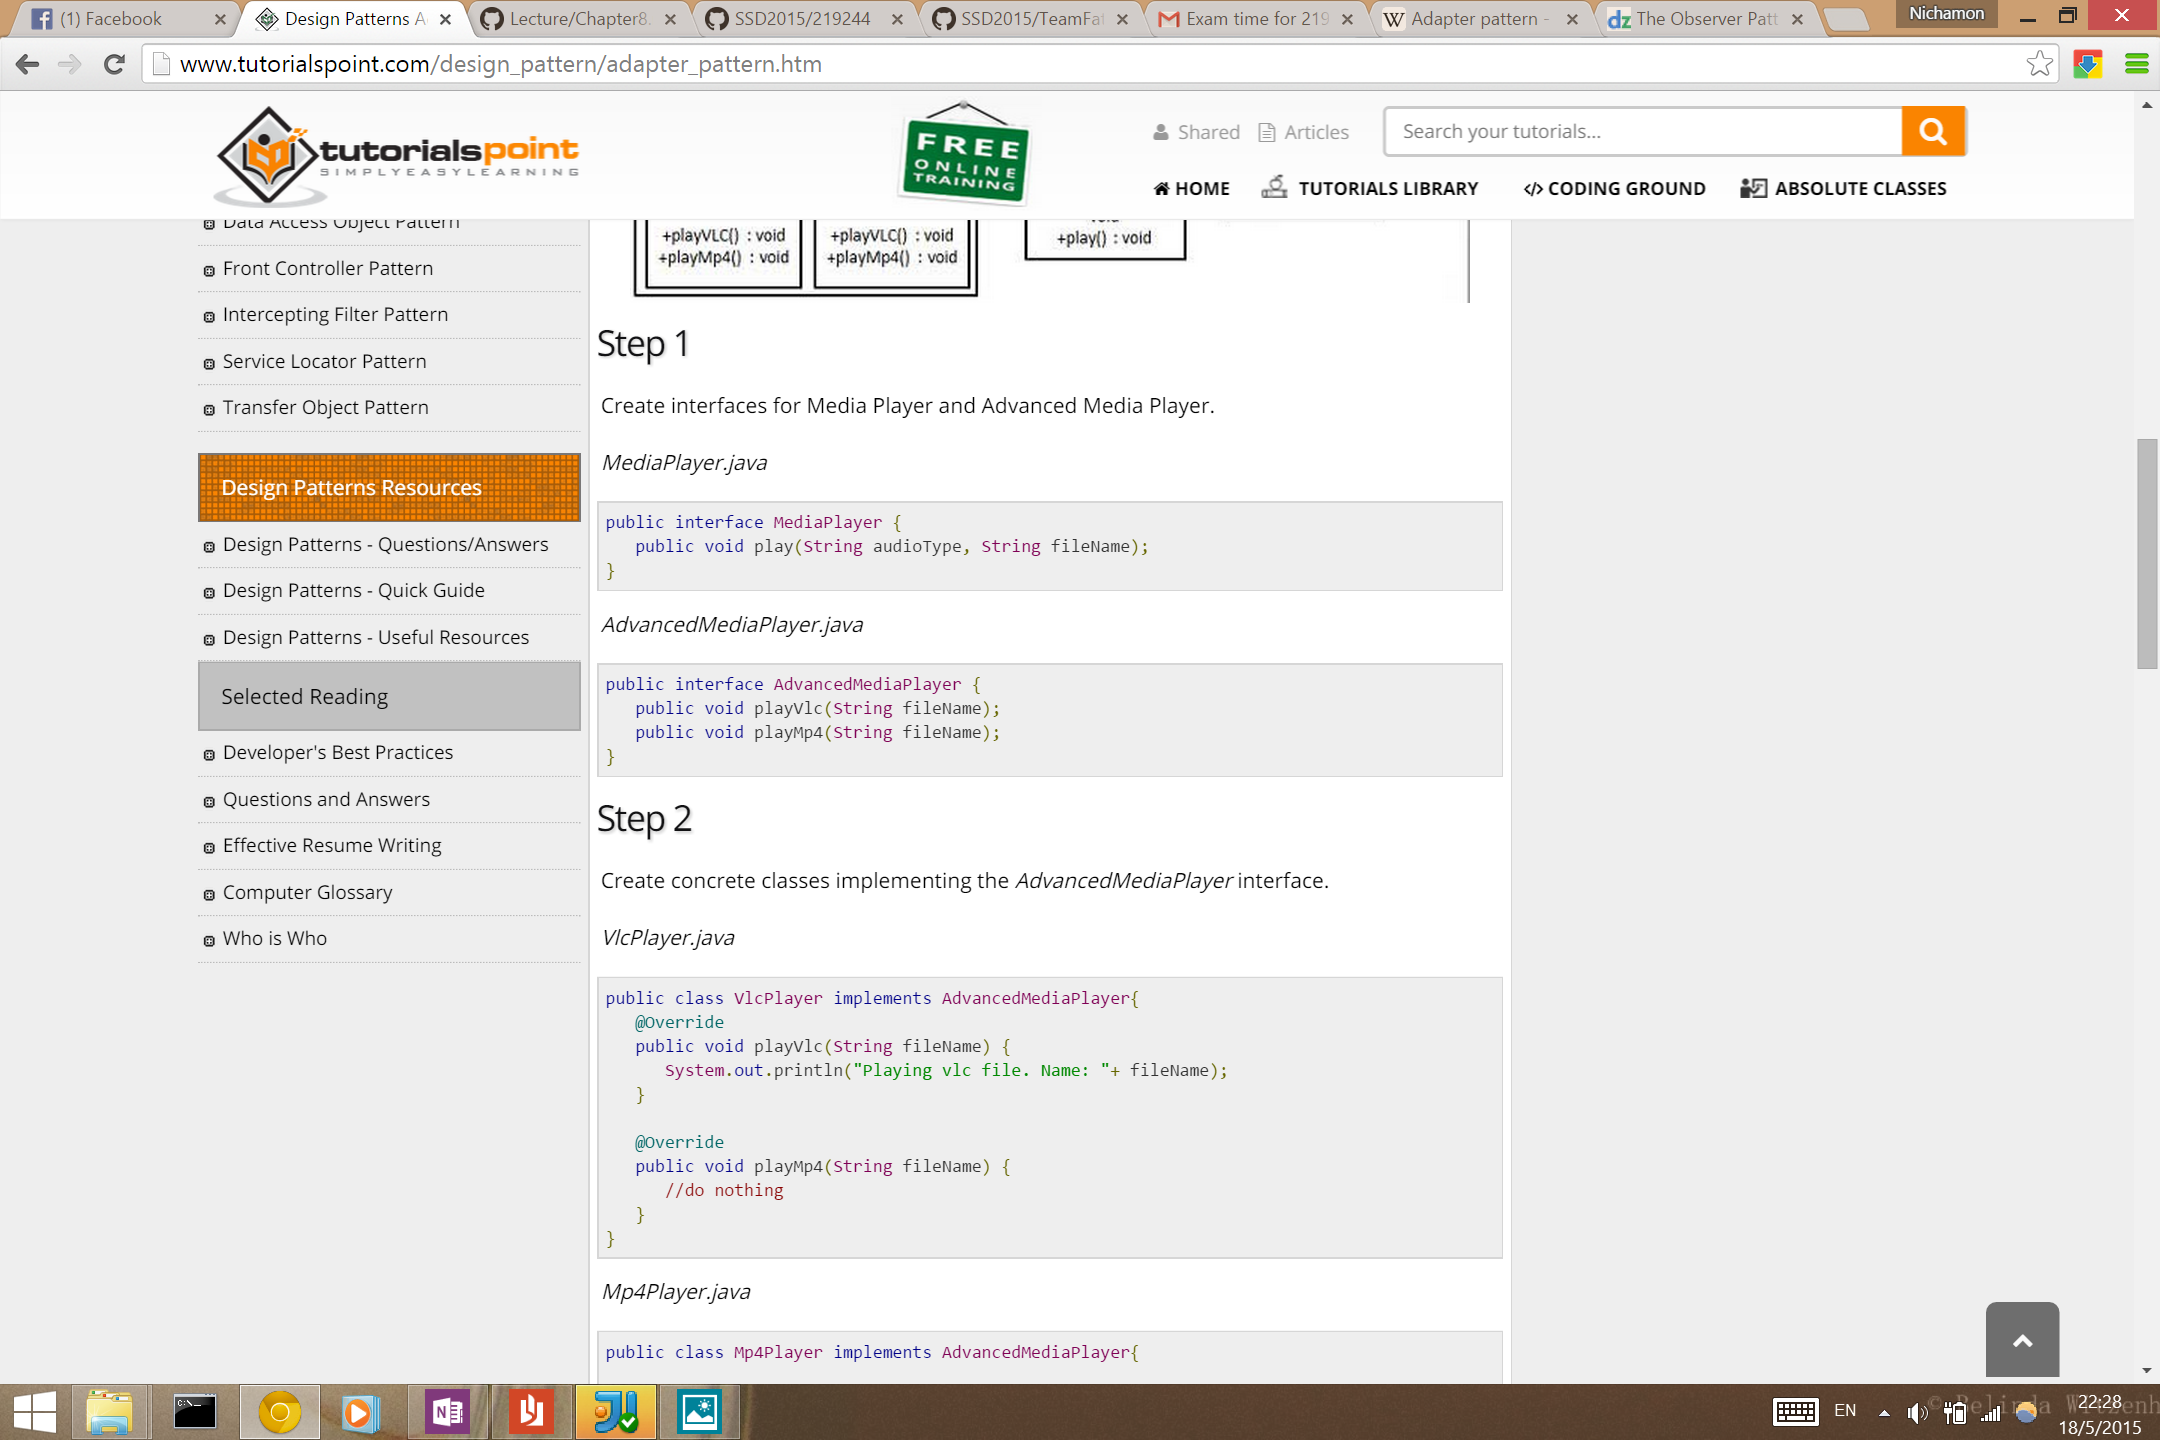 (1) Facebook
Design Patterns A
Lecture/Chapter8.
SSD2015/219244
SSD2015/TeamFat
Exam time for 219
Adapter pattern -
The Observer Patt
Nichamon
www.tutorialspoint.com/design_pattern/adapter_pattern.htm
tutorialspoint
SIMPLYEASYLEARNING
FREE
ONLINE
TRAINING
Shared
Articles
Search your tutorials...
HOME
TUTORIALS LIBRARY
</> CODING GROUND
ABSOLUTE CLASSES
Data Access Object Pattern
Front Controller Pattern
Intercepting Filter Pattern
Service Locator Pattern
Transfer Object Pattern
Design Patterns Resources
Design Patterns - Questions/Answers
Design Patterns - Quick Guide
Design Patterns - Useful Resources
Selected Reading
Developer's Best Practices
Questions and Answers
Effective Resume Writing
Computer Glossary
Who is Who
+playVLC() : void
+playMp4() : void
+playVLC() : void
+playMp4() : void
void
+play() : void
Step 1
Create interfaces for Media Player and Advanced Media Player.
MediaPlayer.java
public interface MediaPlayer {
public void play(String audioType, String fileName);
}
AdvancedMediaPlayer.java
public interface AdvancedMediaPlayer {
public void playVlc(String fileName);
public void playMp4(String fileName);
}
Step 2
Create concrete classes implementing the AdvancedMediaPlayer interface.
VlcPlayer.java
public class VlcPlayer implements AdvancedMediaPlayer{
@Override
public void playVlc(String fileName) {
System.out.println("Playing vlc file. Name: "+ fileName);
}
@Override
public void playMp4(String fileName) {
//do nothing
}
}
Mp4Player.java
public class Mp4Player implements AdvancedMediaPlayer{
EN
22:28
18/5/2015